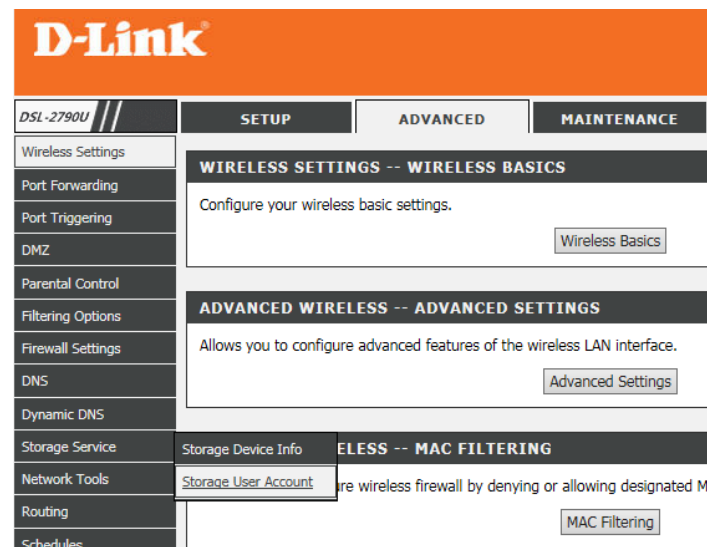 D-Link
DSL-2790U
SETUP
ADVANCED
MAINTENANCE
Wireless Settings
Port Forwarding
Port Triggering
DMZ
Parental Control
Filtering Options
Firewall Settings
DNS
Dynamic DNS
Storage Service
Network Tools
Routing
Schedules
Storage Device Info
Storage User Account
WIRELESS SETTINGS -- WIRELESS BASICS
Configure your wireless basic settings.
Wireless Basics
ADVANCED WIRELESS -- ADVANCED SETTINGS
Allows you to configure advanced features of the wireless LAN interface.
Advanced Settings
ELESS -- MAC FILTERING
re wireless firewall by denying or allowing designated M
MAC Filtering